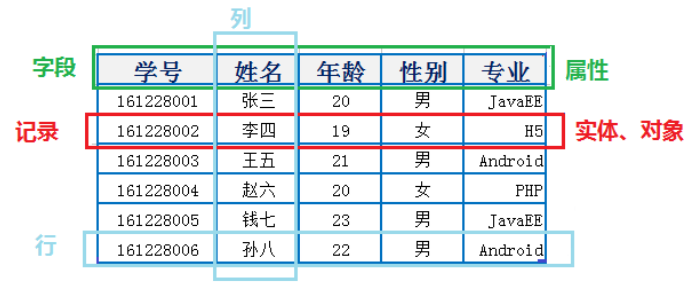 列
字段 学号 姓名 年龄 性别 专业 属性
161228001 张三 20 男 JavaEE
记录 161228002 李四 19 女 H5 实体、对象
161228003 王五 21 男 Android
161228004 赵六 20 女 PHP
161228005 钱七 23 男 JavaEE
行 161228006 孙八 22 男 Android